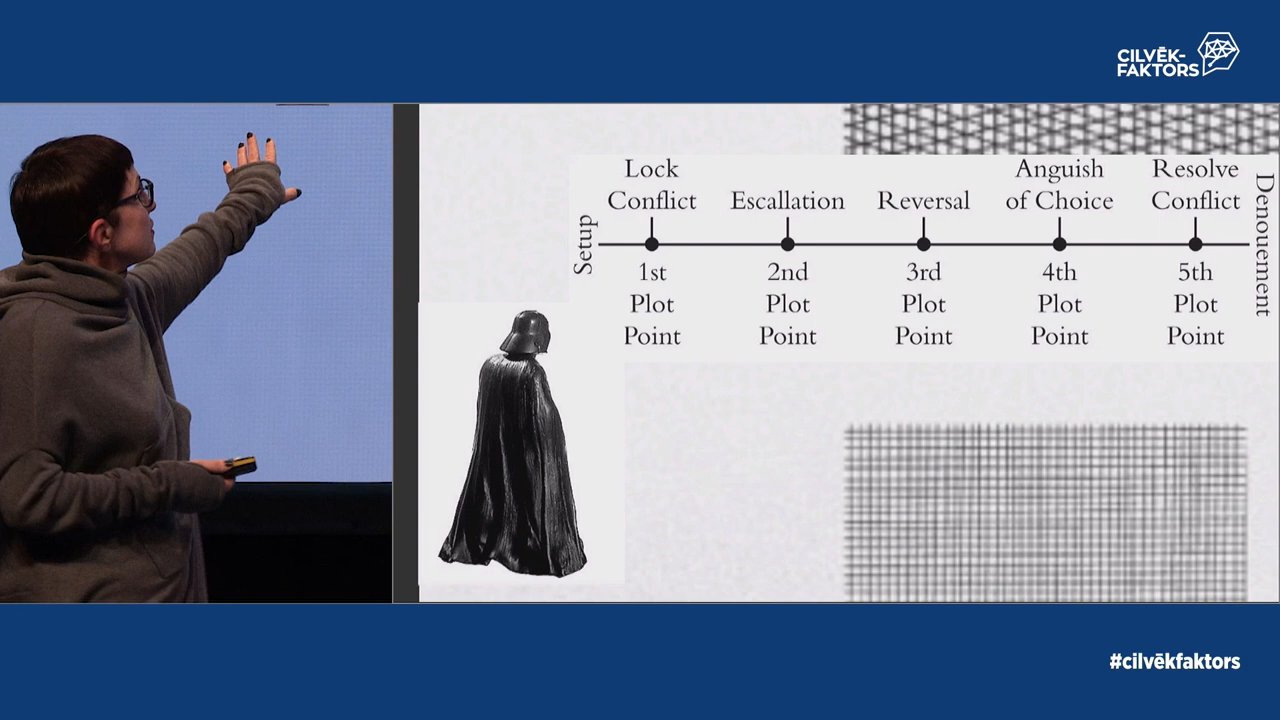 CILVĒK-
FAKTORS
Setup
Lock
Conflict
Escallation
Reversal
Anguish
of Choice
Resolve
Conflict
Denouement
1st
Plot
Point
2nd
Plot
Point
3rd
Plot
Point
4th
Plot
Point
5th
Plot
Point
#cilvēkfaktors